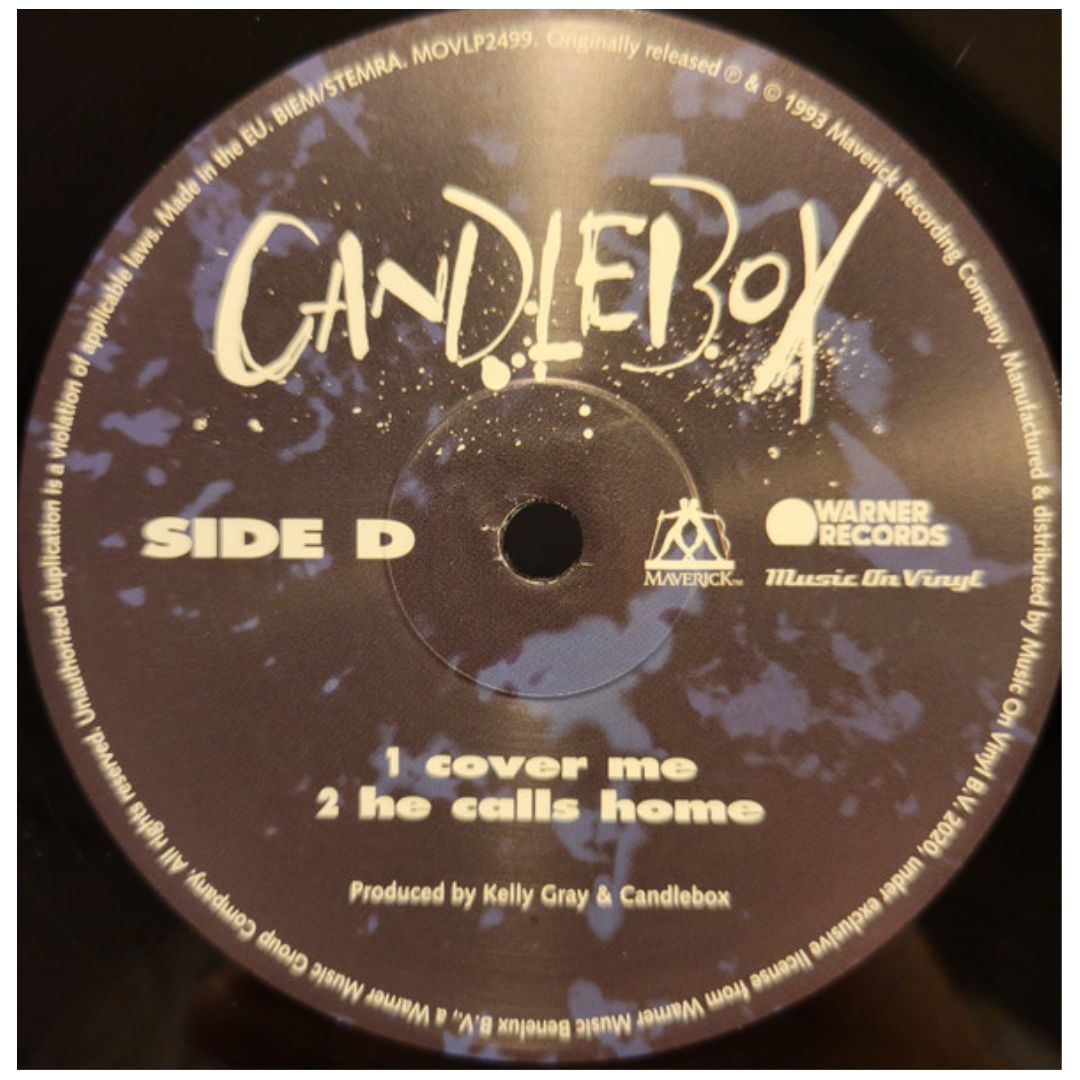 CANDLEBOX
SIDE D
MAVERICK™
WARNER
RECORDS
Music On Vinyl
1 cover me
2 he calls home
Produced by Kelly Gray & Candlebox
Originally released ℗ & © 1993 Maverick Recording Company. Manufactured & distributed by Music On Vinyl B.V. 2020, under exclusive license from Warner Music Benelux B.V., a Warner Music Group Company. All rights reserved. Unauthorized duplication is a violation of applicable laws. Made in the EU. BIEM/STEMRA. MOVLP2499.